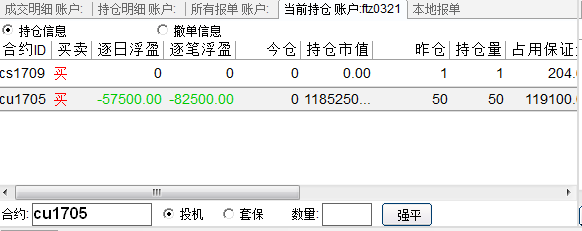 成交明细 账户: 持仓明细 账户: 所有报单 账户: 当前持仓 账户:ftz0321 本地报单
持仓信息 撤单信息
合约ID 买卖 逐日浮盈 逐笔浮盈 今仓 持仓市值 昨仓 持仓量 占用保证
cs1709 买 0 0 0 0.00 1 1 204.
cu1705 买 -57500.00 -82500.00 0 1185250... 50 50 119100.
合约: cu1705 投机 套保 数量: 强平